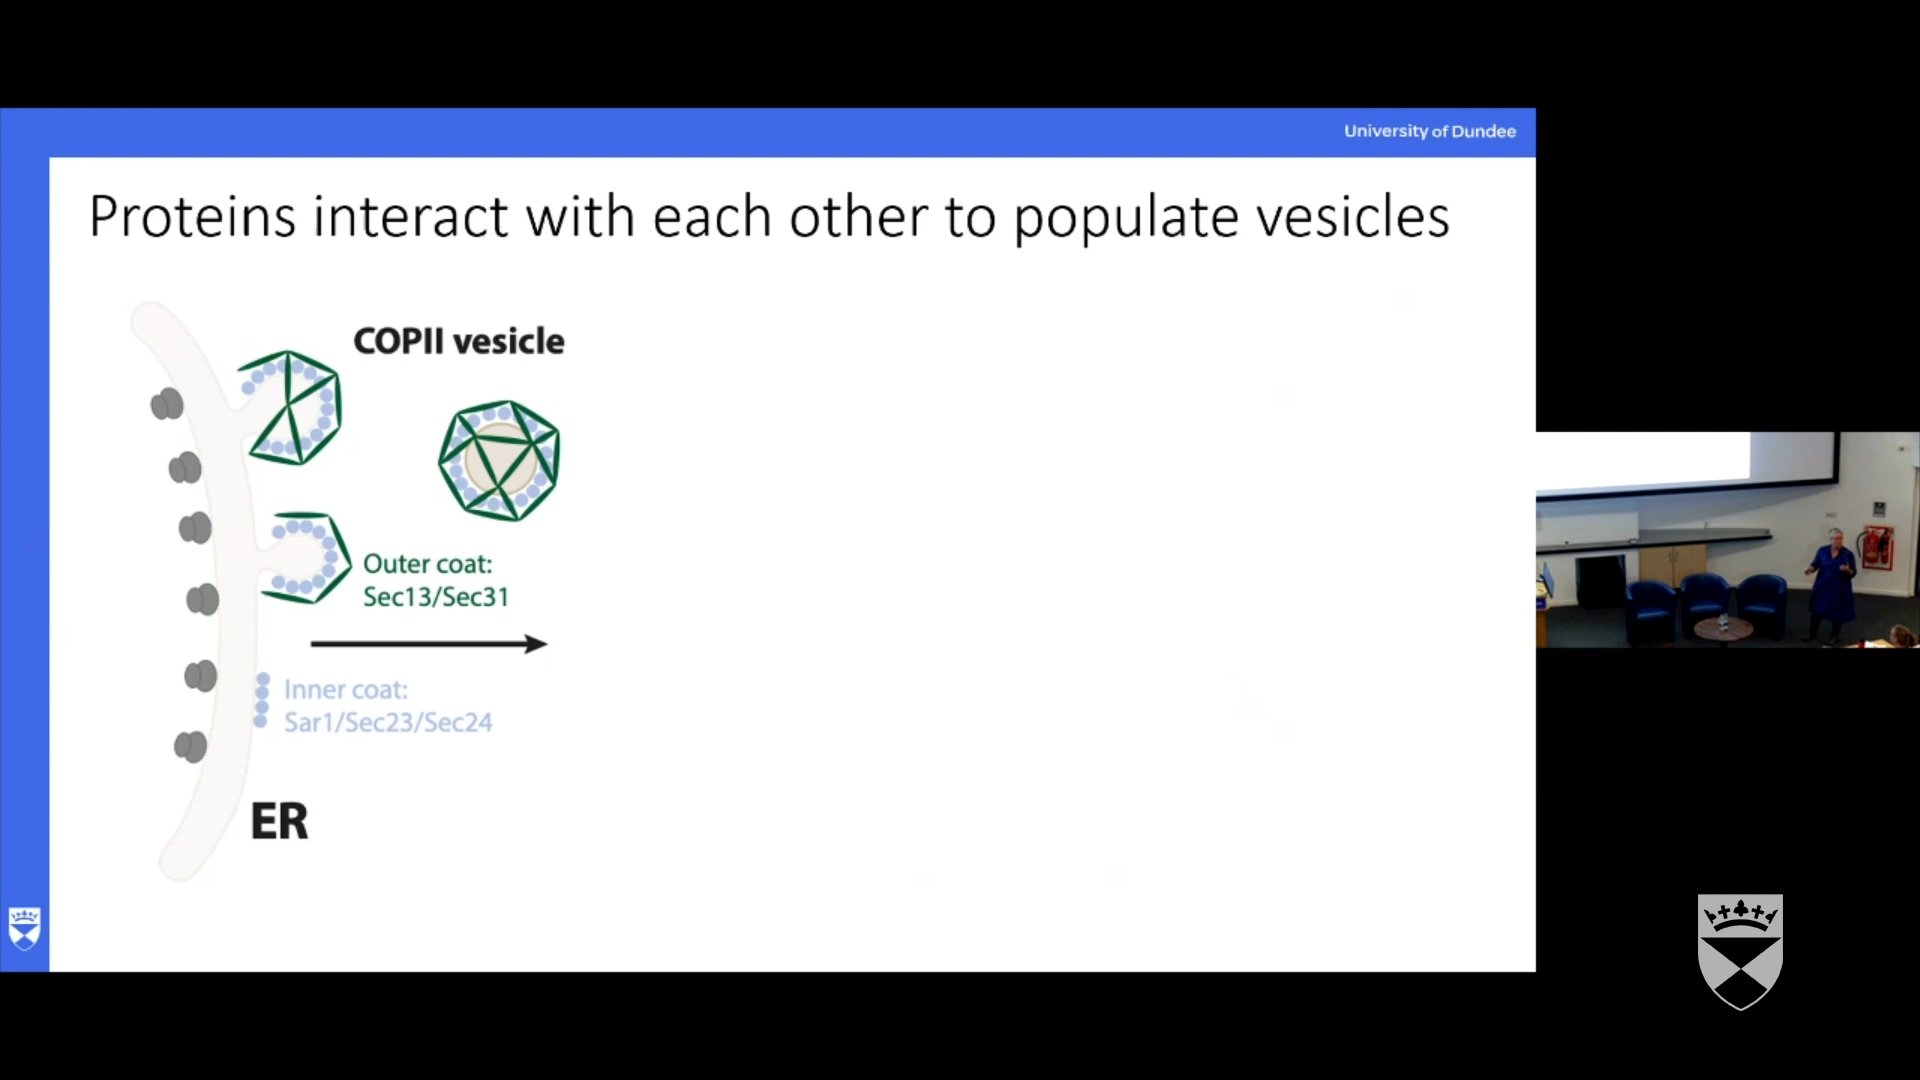 University of Dundee
Proteins interact with each other to populate vesicles
COPII vesicle
Outer coat:
Sec13/Sec31
Inner coat:
Sar1/Sec23/Sec24
ER